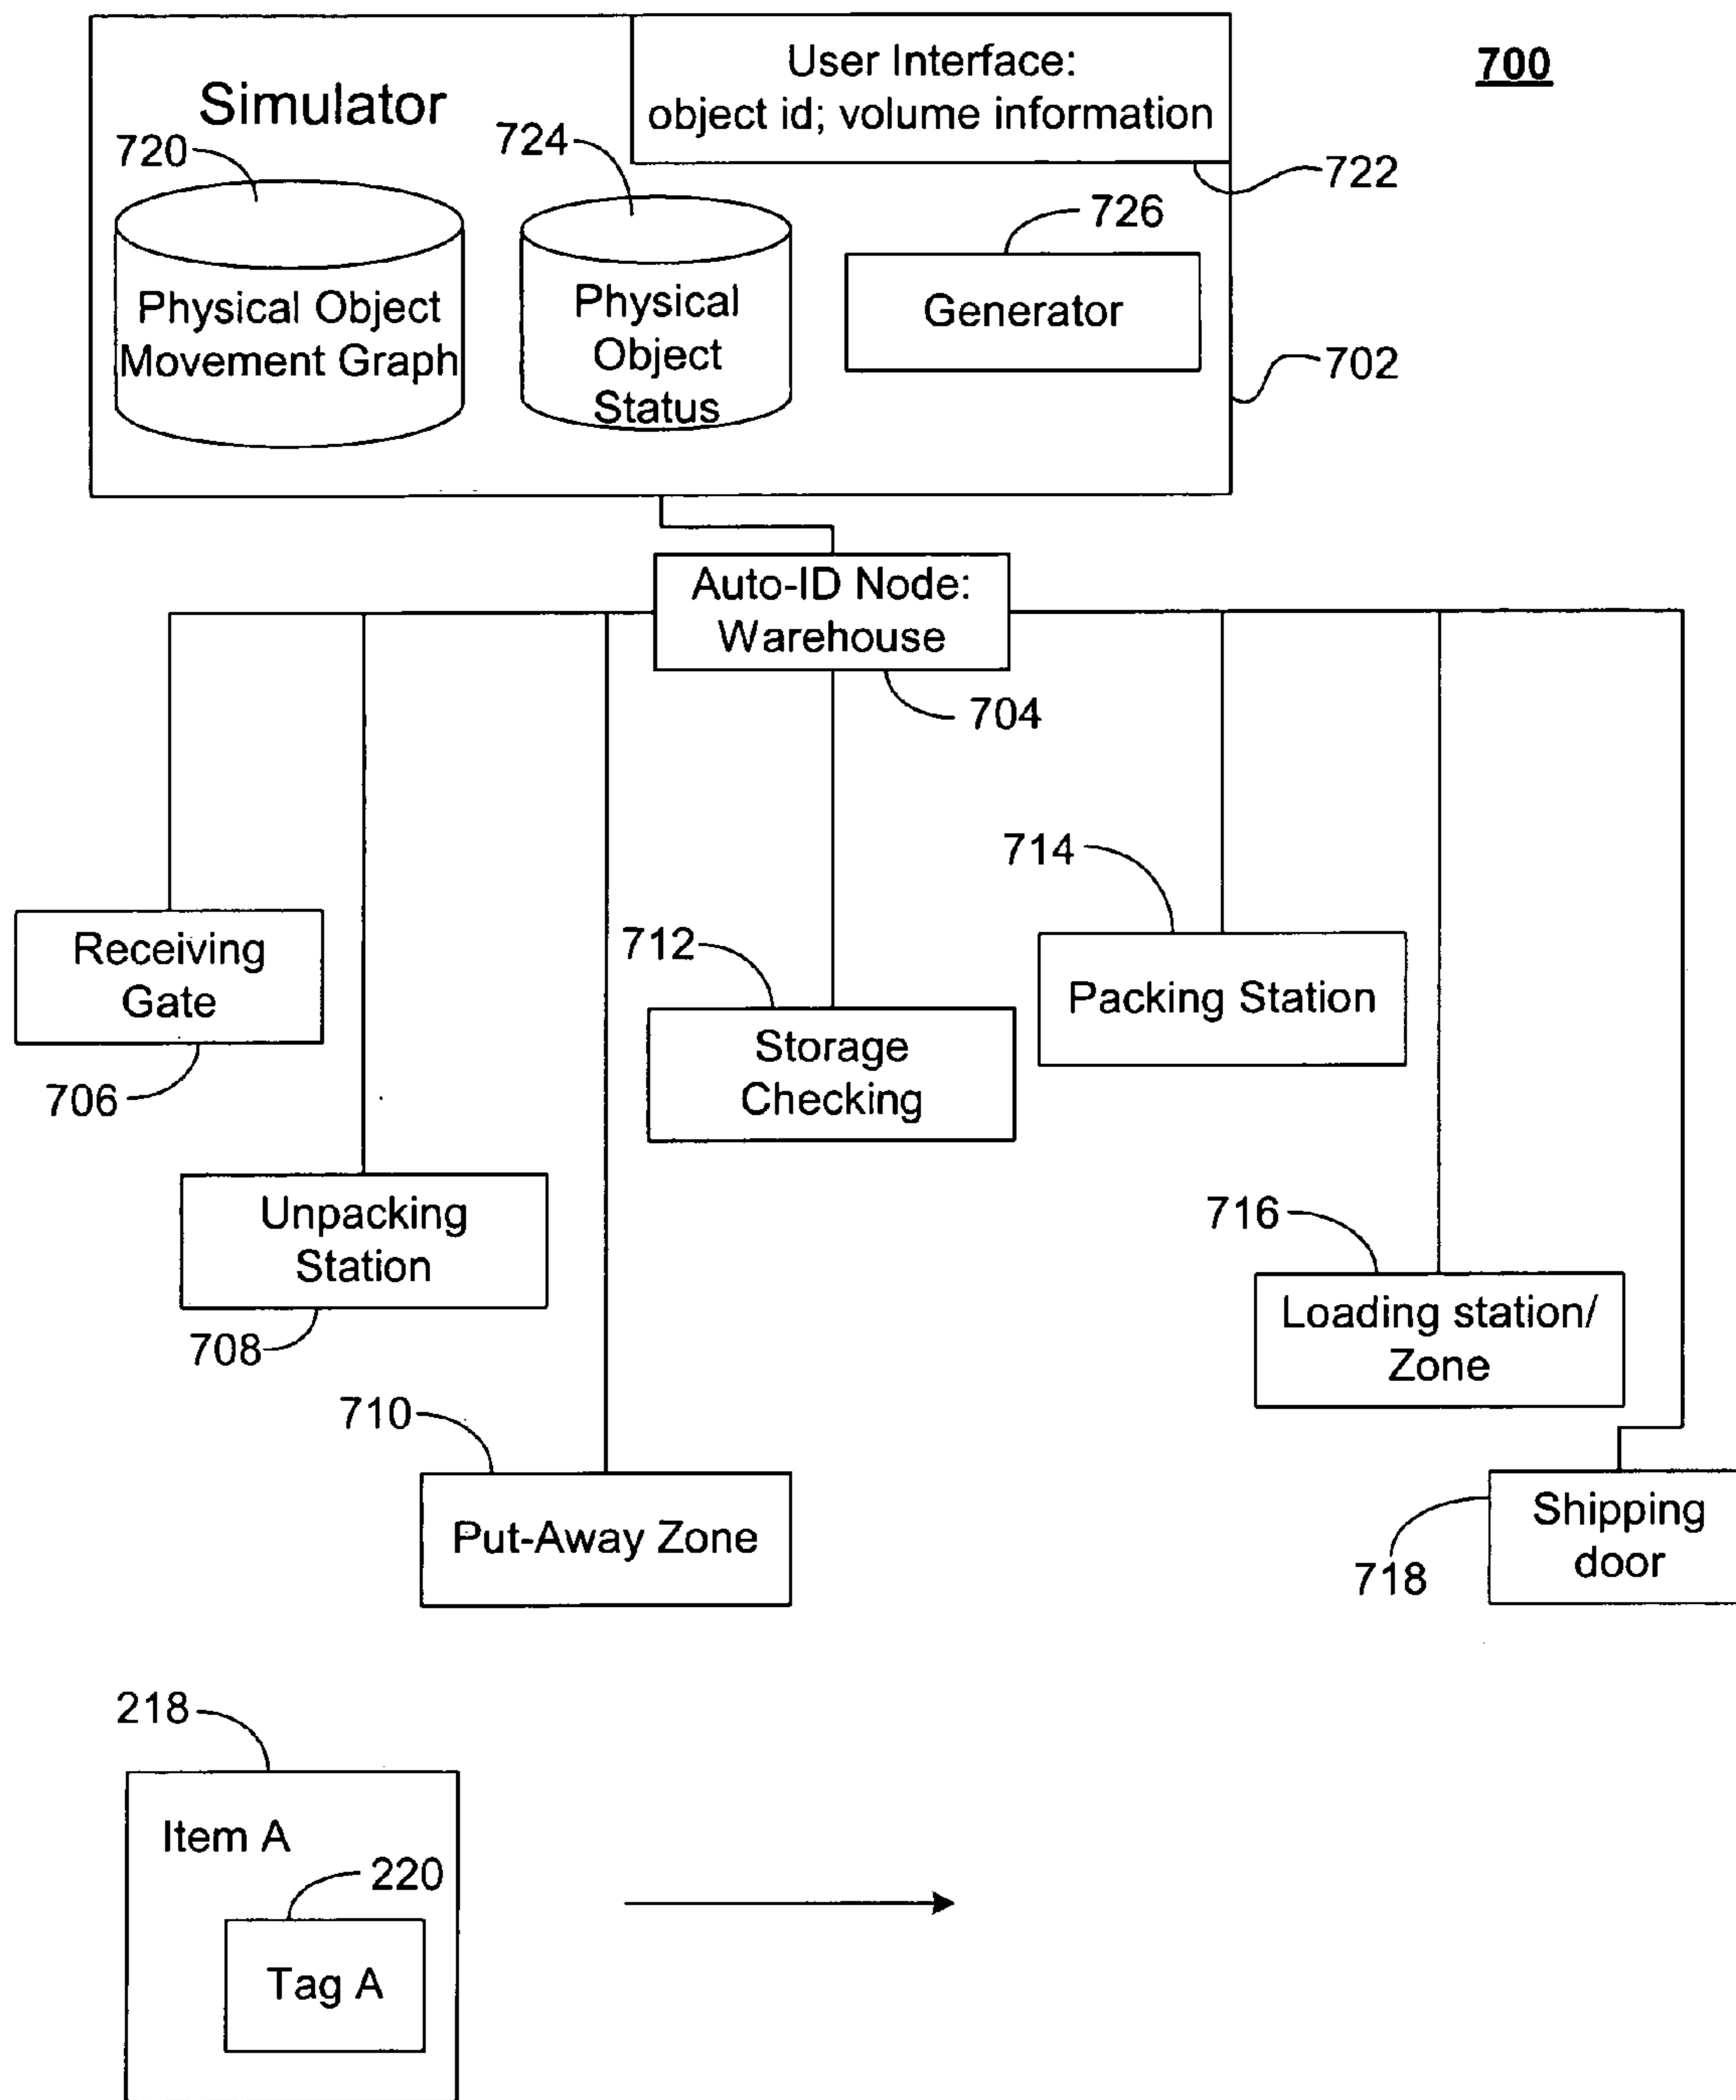 700
User Interface:
object id; volume information
Simulator
720
724
722
726
Physical Object
Movement Graph
Physical
Object
Status
Generator
702
Auto-ID Node:
Warehouse
704
714
712
Receiving
Gate
Packing Station
Storage
Checking
706
Unpacking
Station
716
708
Loading station/
Zone
710
Put-Away Zone
Shipping
door
718
218
Item A
220
Tag A